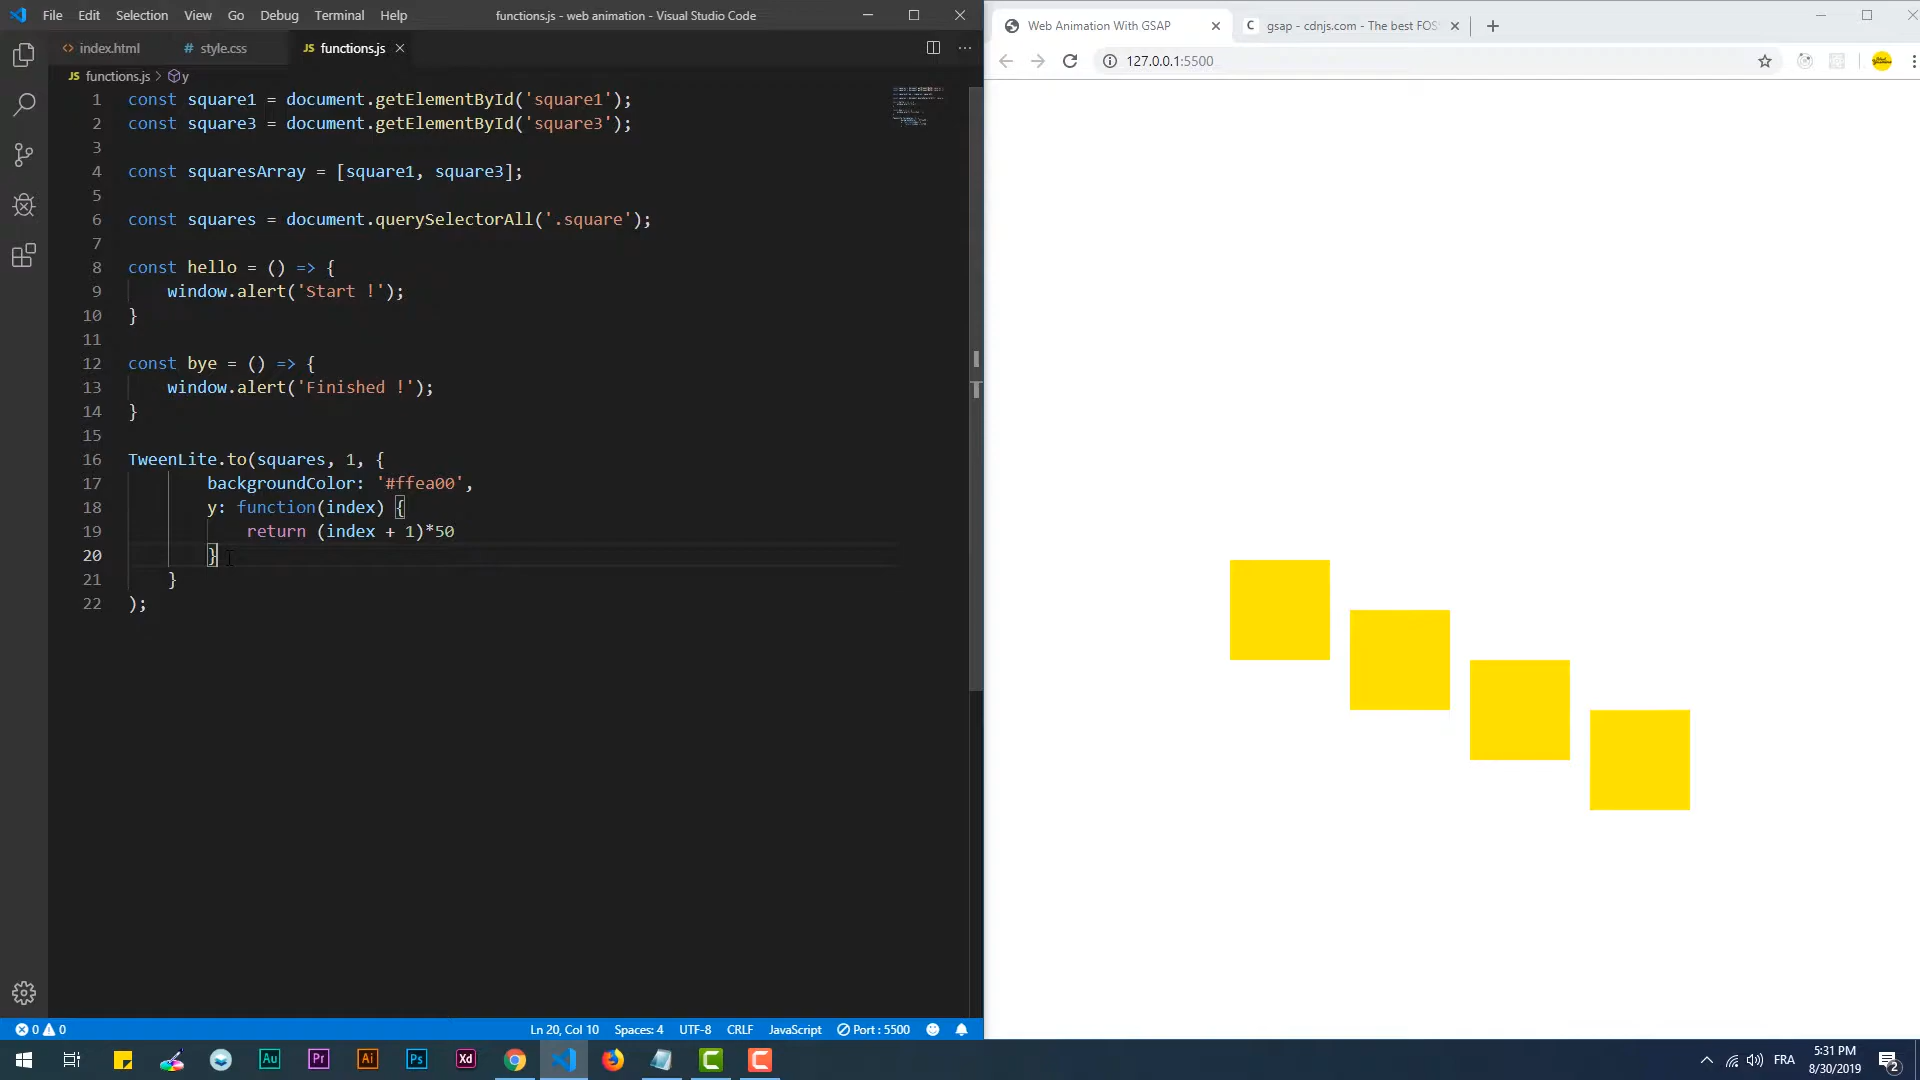 File Edit Selection View Go Debug Terminal Help functions.js - web animation - Visual Studio Code
index.html style.css JS functions.js
JS functions.js > y
1 const square1 = document.getElementById('square1');
2 const square3 = document.getElementById('square3');
3
4 const squaresArray = [square1, square3];
5
6 const squares = document.querySelectorAll('.square');
7
8 const hello = () => {
9 window.alert('Start !');
10 }
11
12 const bye = () => {
13 window.alert('Finished !');
14 }
15
16 TweenLite.to(squares, 1, {
17 backgroundColor: '#ffea00',
18 y: function(index) {
19 return (index + 1)*50
20 }
21 }
22 );
0 0 Ln 20, Col 10 Spaces: 4 UTF-8 CRLF JavaScript Port : 5500
Web Animation With GSAP
C gsap - cdnjs.com - The best FOS
127.0.0.1:5500
Au Pr Ai Ps Xd
FRA
5:31 PM
8/30/2019
2